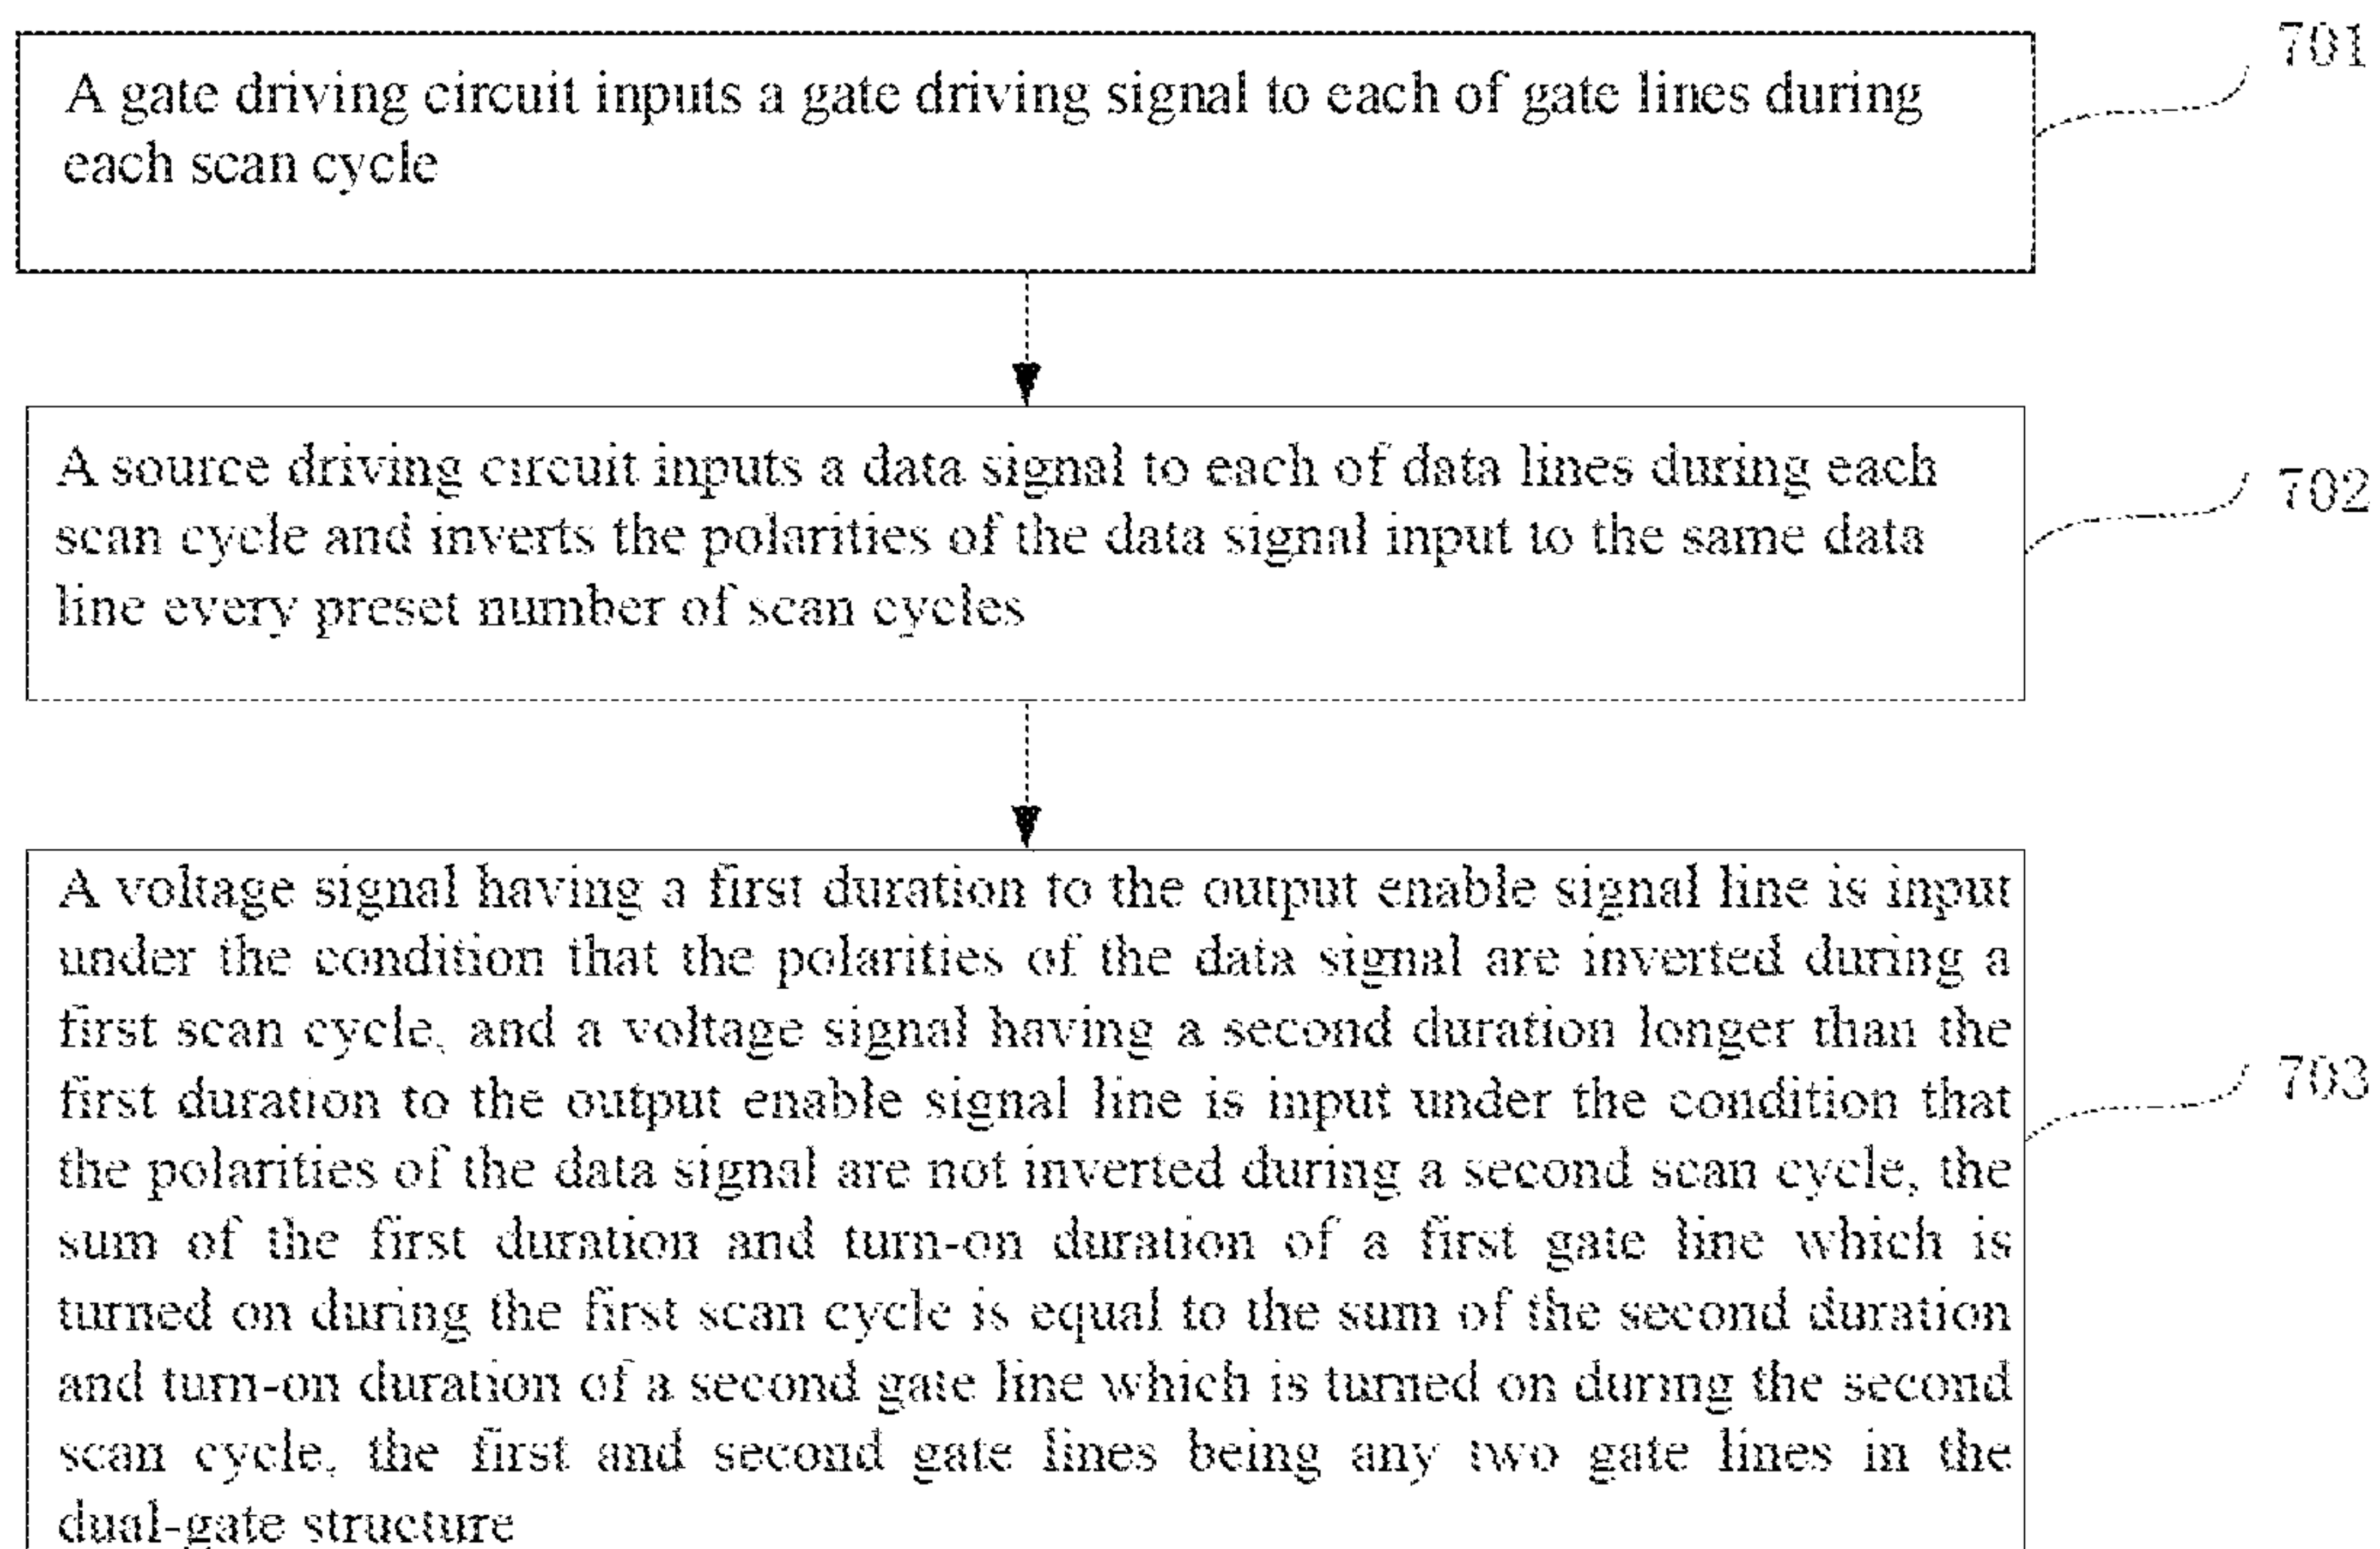 701
A gate driving circuit inputs a gate driving signal to each of gate lines during
each scan cycle
A source driving circuit inputs a data signal to each of data lines during each
scan cycle and inverts the polarities of the data signal input to the same data
line every preset number of scan cycles
702
A voltage signal having a first duration to the output enable signal line is input
under the condition that the polarities of the data signal are inverted during a
first scan cycle, and a voltage signal having a second duration longer than the
first duration to the output enable signal line is input under the condition that
the polarities of the data signal are not inverted during a second scan cycle, the
sum of the first duration and turn-on duration of a first gate line which is
turned on during the first scan cycle is equal to the sum of the second duration
and turn-on duration of a second gate line which is turned on during the second
scan cycle, the first and second gate lines being any two gate lines in the
dual-gate structure
703